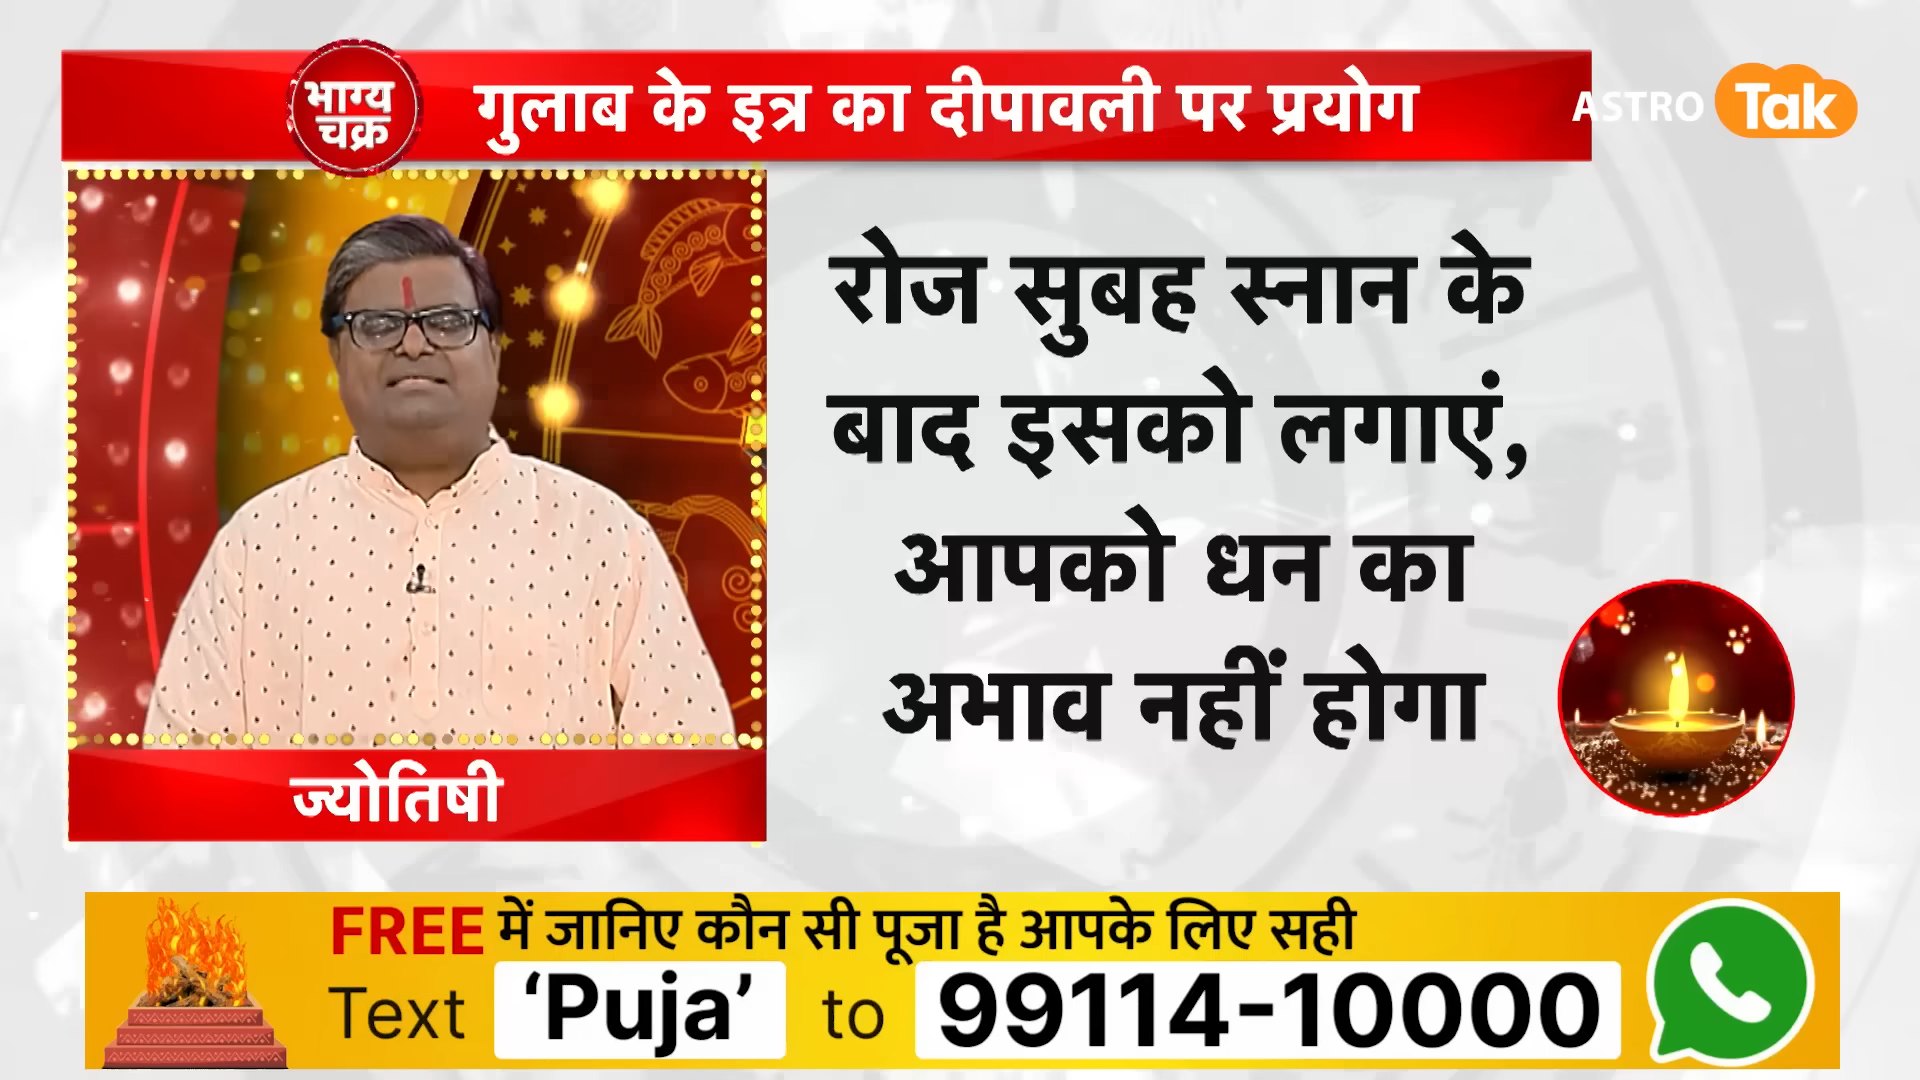 भाग्य
चक्र
गुलाब के इत्र का दीपावली पर प्रयोग
ASTRO Tak
रोज सुबह स्नान के
बाद इसको लगाएं,
आपको धन का
अभाव नहीं होगा
ज्योतिषी
FREE में जानिए कौन सी पूजा है आपके लिए सही
Text ‘Puja’ to 99114-10000